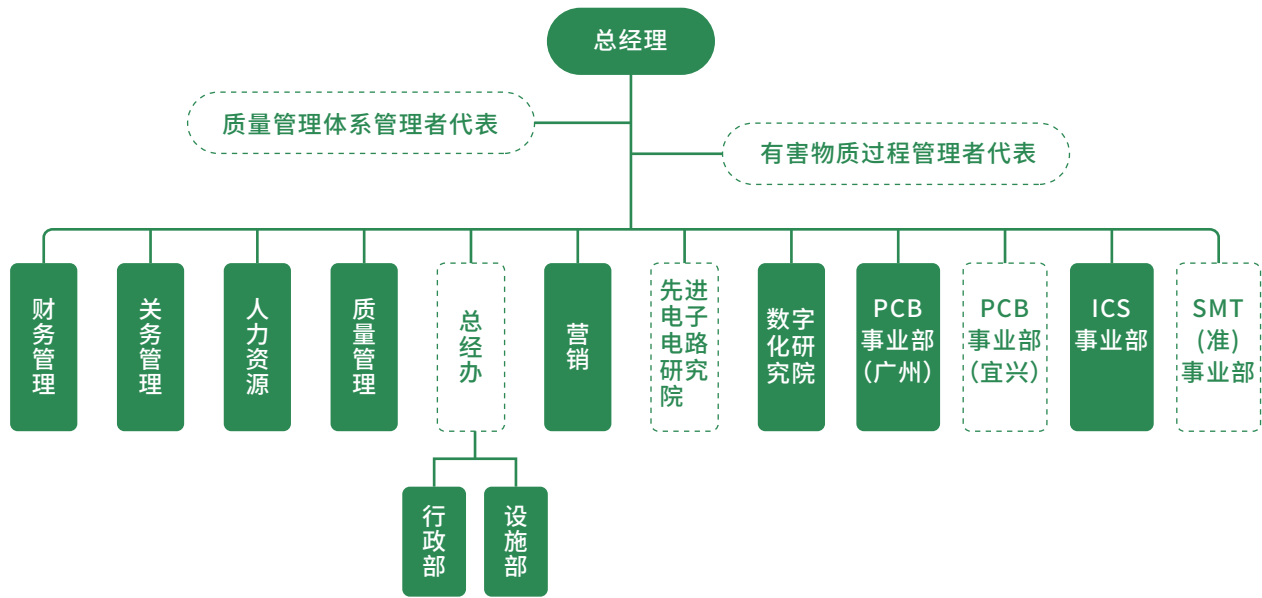 总经理
质量管理体系管理者代表
有害物质过程管理者代表
财务管理
关务管理
人力资源
质量管理
总经办
营销
先进
电子
电路
研究
院
数字
化研
究院
PCB
事业部
（广州）
PCB
事业部
（宜兴）
ICS
事业部
SMT
(准)
事业部
行政部
设施部